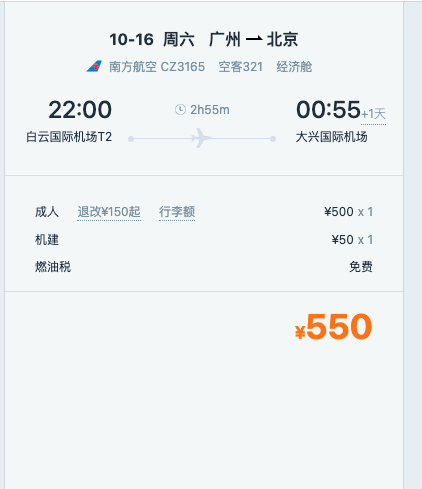 10-16 周六 广州 — 北京
南方航空 CZ3165 空客321 经济舱
22:00 2h55m 00:55+1天
白云国际机场T2 大兴国际机场
成人 退改¥150起 行李额 ¥500 x 1
机建 ¥50 x 1
燃油税 免费
¥550